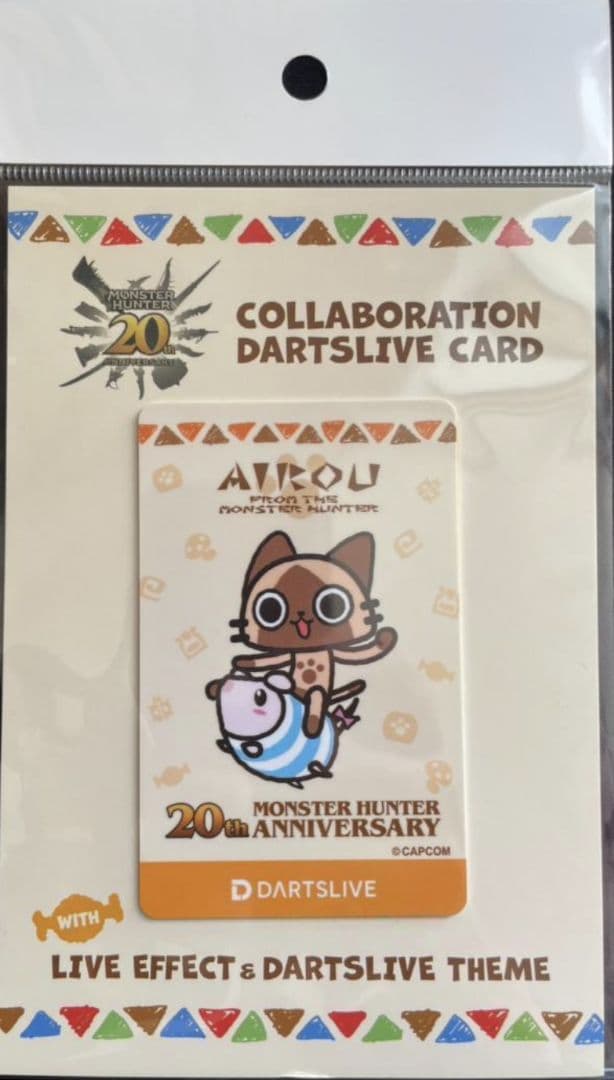 MONSTER
HUNTER
20th
ANNIVERSARY
COLLABORATION
DARTSLIVE CARD
AIROU
FROM THE
MONSTER HUNTER
20th MONSTER HUNTER
ANNIVERSARY
©CAPCOM
DARTSLIVE
WITH
LIVE EFFECT & DARTSLIVE THEME